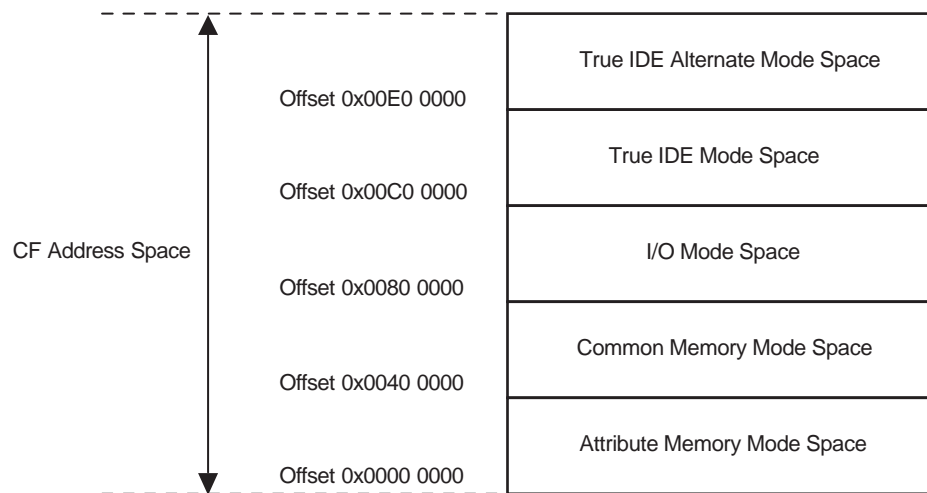 True IDE Alternate Mode Space
Offset 0x00E0 0000
True IDE Mode Space
Offset 0x00C0 0000
CF Address Space
I/O Mode Space
Offset 0x0080 0000
Common Memory Mode Space
Offset 0x0040 0000
Attribute Memory Mode Space
Offset 0x0000 0000